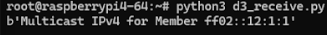 root@raspberrypi4-64:~# python3 d3_receive.py
b'Multicast IPv4 for Member ff02::12:1:1'